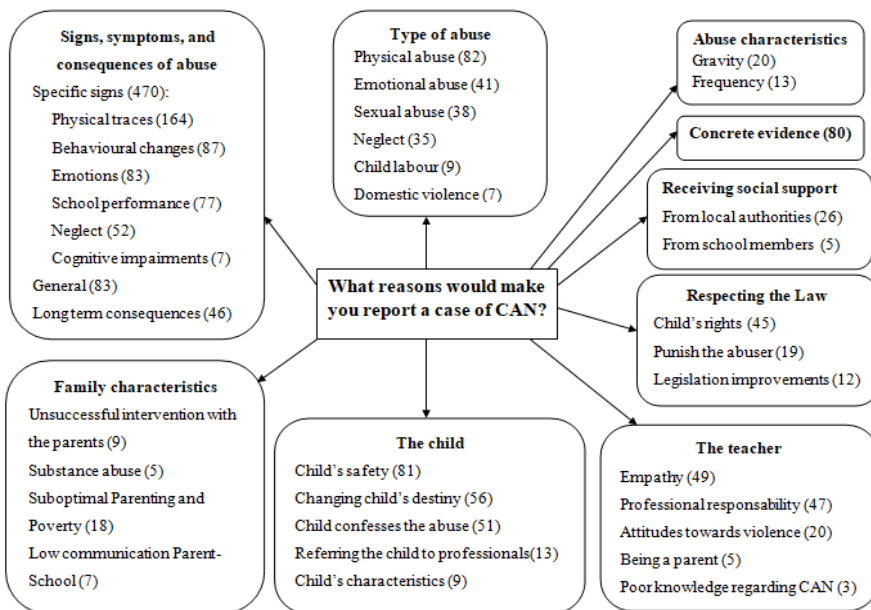 Signs, symptoms, and
consequences of abuse
Specific signs (470):
Physical traces (164)
Behavioural changes (87)
Emotions (83)
School performance (77)
Neglect (52)
Cognitive impairments (7)
General (83)
Long term consequences (46)
Type of abuse
Physical abuse (82)
Emotional abuse (41)
Sexual abuse (38)
Neglect (35)
Child labour (9)
Domestic violence (7)
Abuse characteristics
Gravity (20)
Frequency (13)
Concrete evidence (80)
Receiving social support
From local authorities (26)
From school members (5)
What reasons would make
you report a case of CAN?
Respecting the Law
Child's rights (45)
Punish the abuser (19)
Legislation improvements (12)
Family characteristics
Unsuccessful intervention with
the parents (9)
Substance abuse (5)
Suboptimal Parenting and
Poverty (18)
Low communication Parent-
School (7)
The child
Child's safety (81)
Changing child's destiny (56)
Child confesses the abuse (51)
Referring the child to professionals(13)
Child's characteristics (9)
The teacher
Empathy (49)
Professional responsability (47)
Attitudes towards violence (20)
Being a parent (5)
Poor knowledge regarding CAN (3)